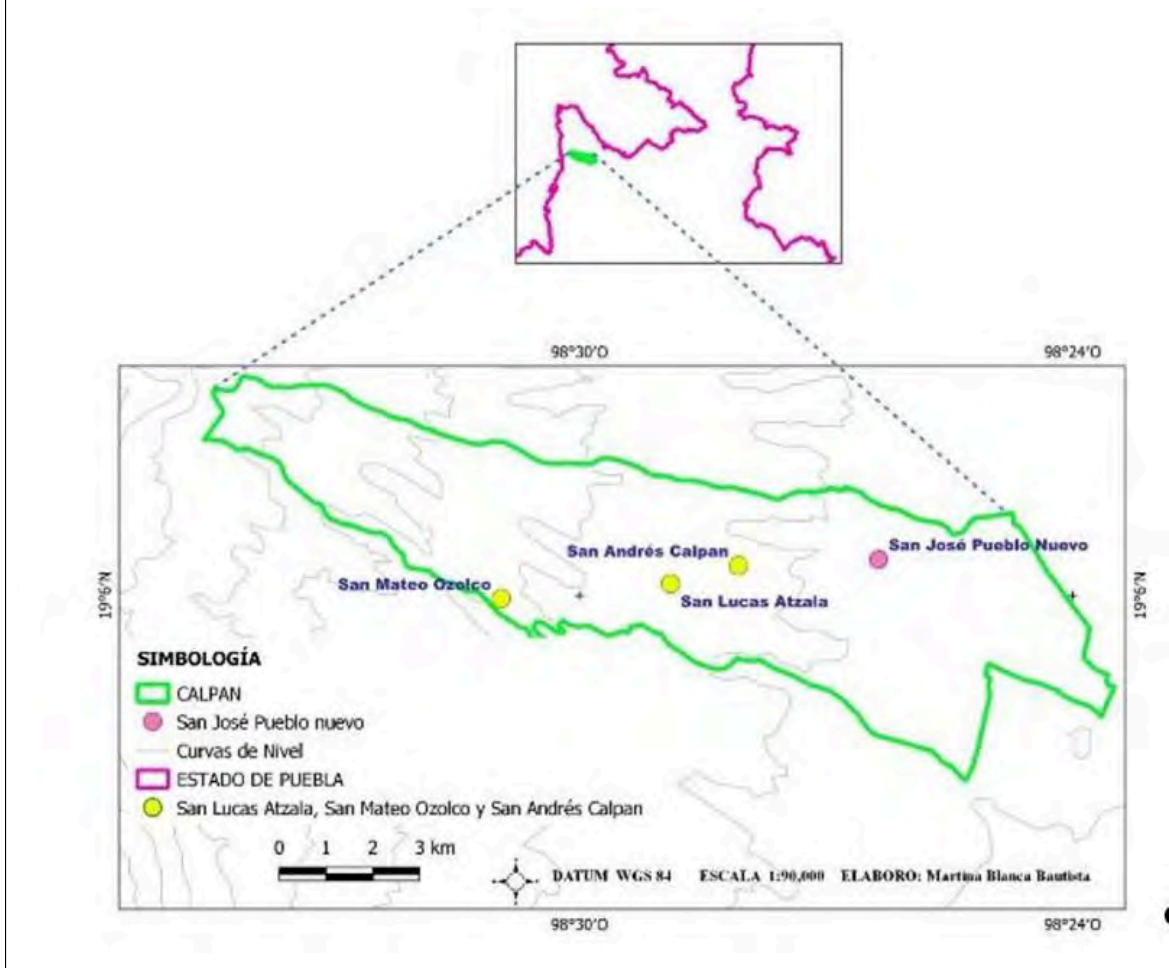 98°30'O
98°24'O
San José Pueblo Nuevo
San Andrés Calpan
San Mateo Ozolco
San Lucas Atzala
19°6'N
19°6'N
SIMBOLOGÍA
CALPAN
San José Pueblo nuevo
Curvas de Nivel
ESTADO DE PUEBLA
San Lucas Atzala, San Mateo Ozolco y San Andrés Calpan
0 1 2 3 km
DATUM WGS 84 ESCALA 1:90,000 ELABORO: Martina Blanca Bautista
98°30'O
98°24'O